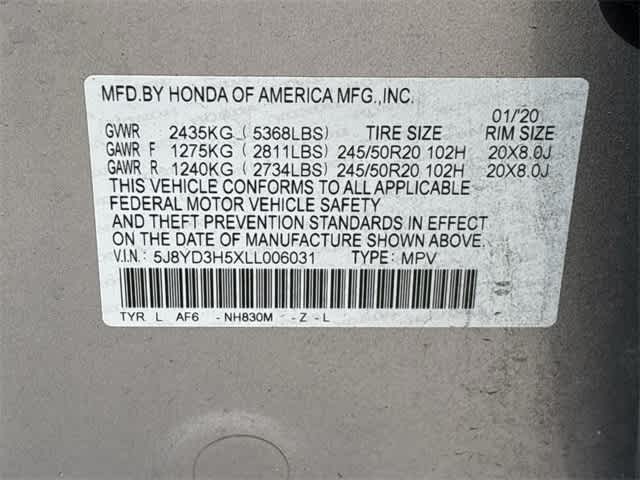 MFD.BY HONDA OF AMERICA MFG.,INC.
01/'20
GVWR 2435KG (5368LBS) TIRE SIZE RIM SIZE
GAWR F 1275KG (2811LBS) 245/50R20 102H 20X8.0J
GAWR R 1240KG (2734LBS) 245/50R20 102H 20X8.0J
THIS VEHICLE CONFORMS TO ALL APPLICABLE
FEDERAL MOTOR VEHICLE SAFETY
AND THEFT PREVENTION STANDARDS IN EFFECT
ON THE DATE OF MANUFACTURE SHOWN ABOVE.
V.I.N.: 5J8YD3H5XLL006031 TYPE: MPV
TYR L AF6 - NH830M - Z - L